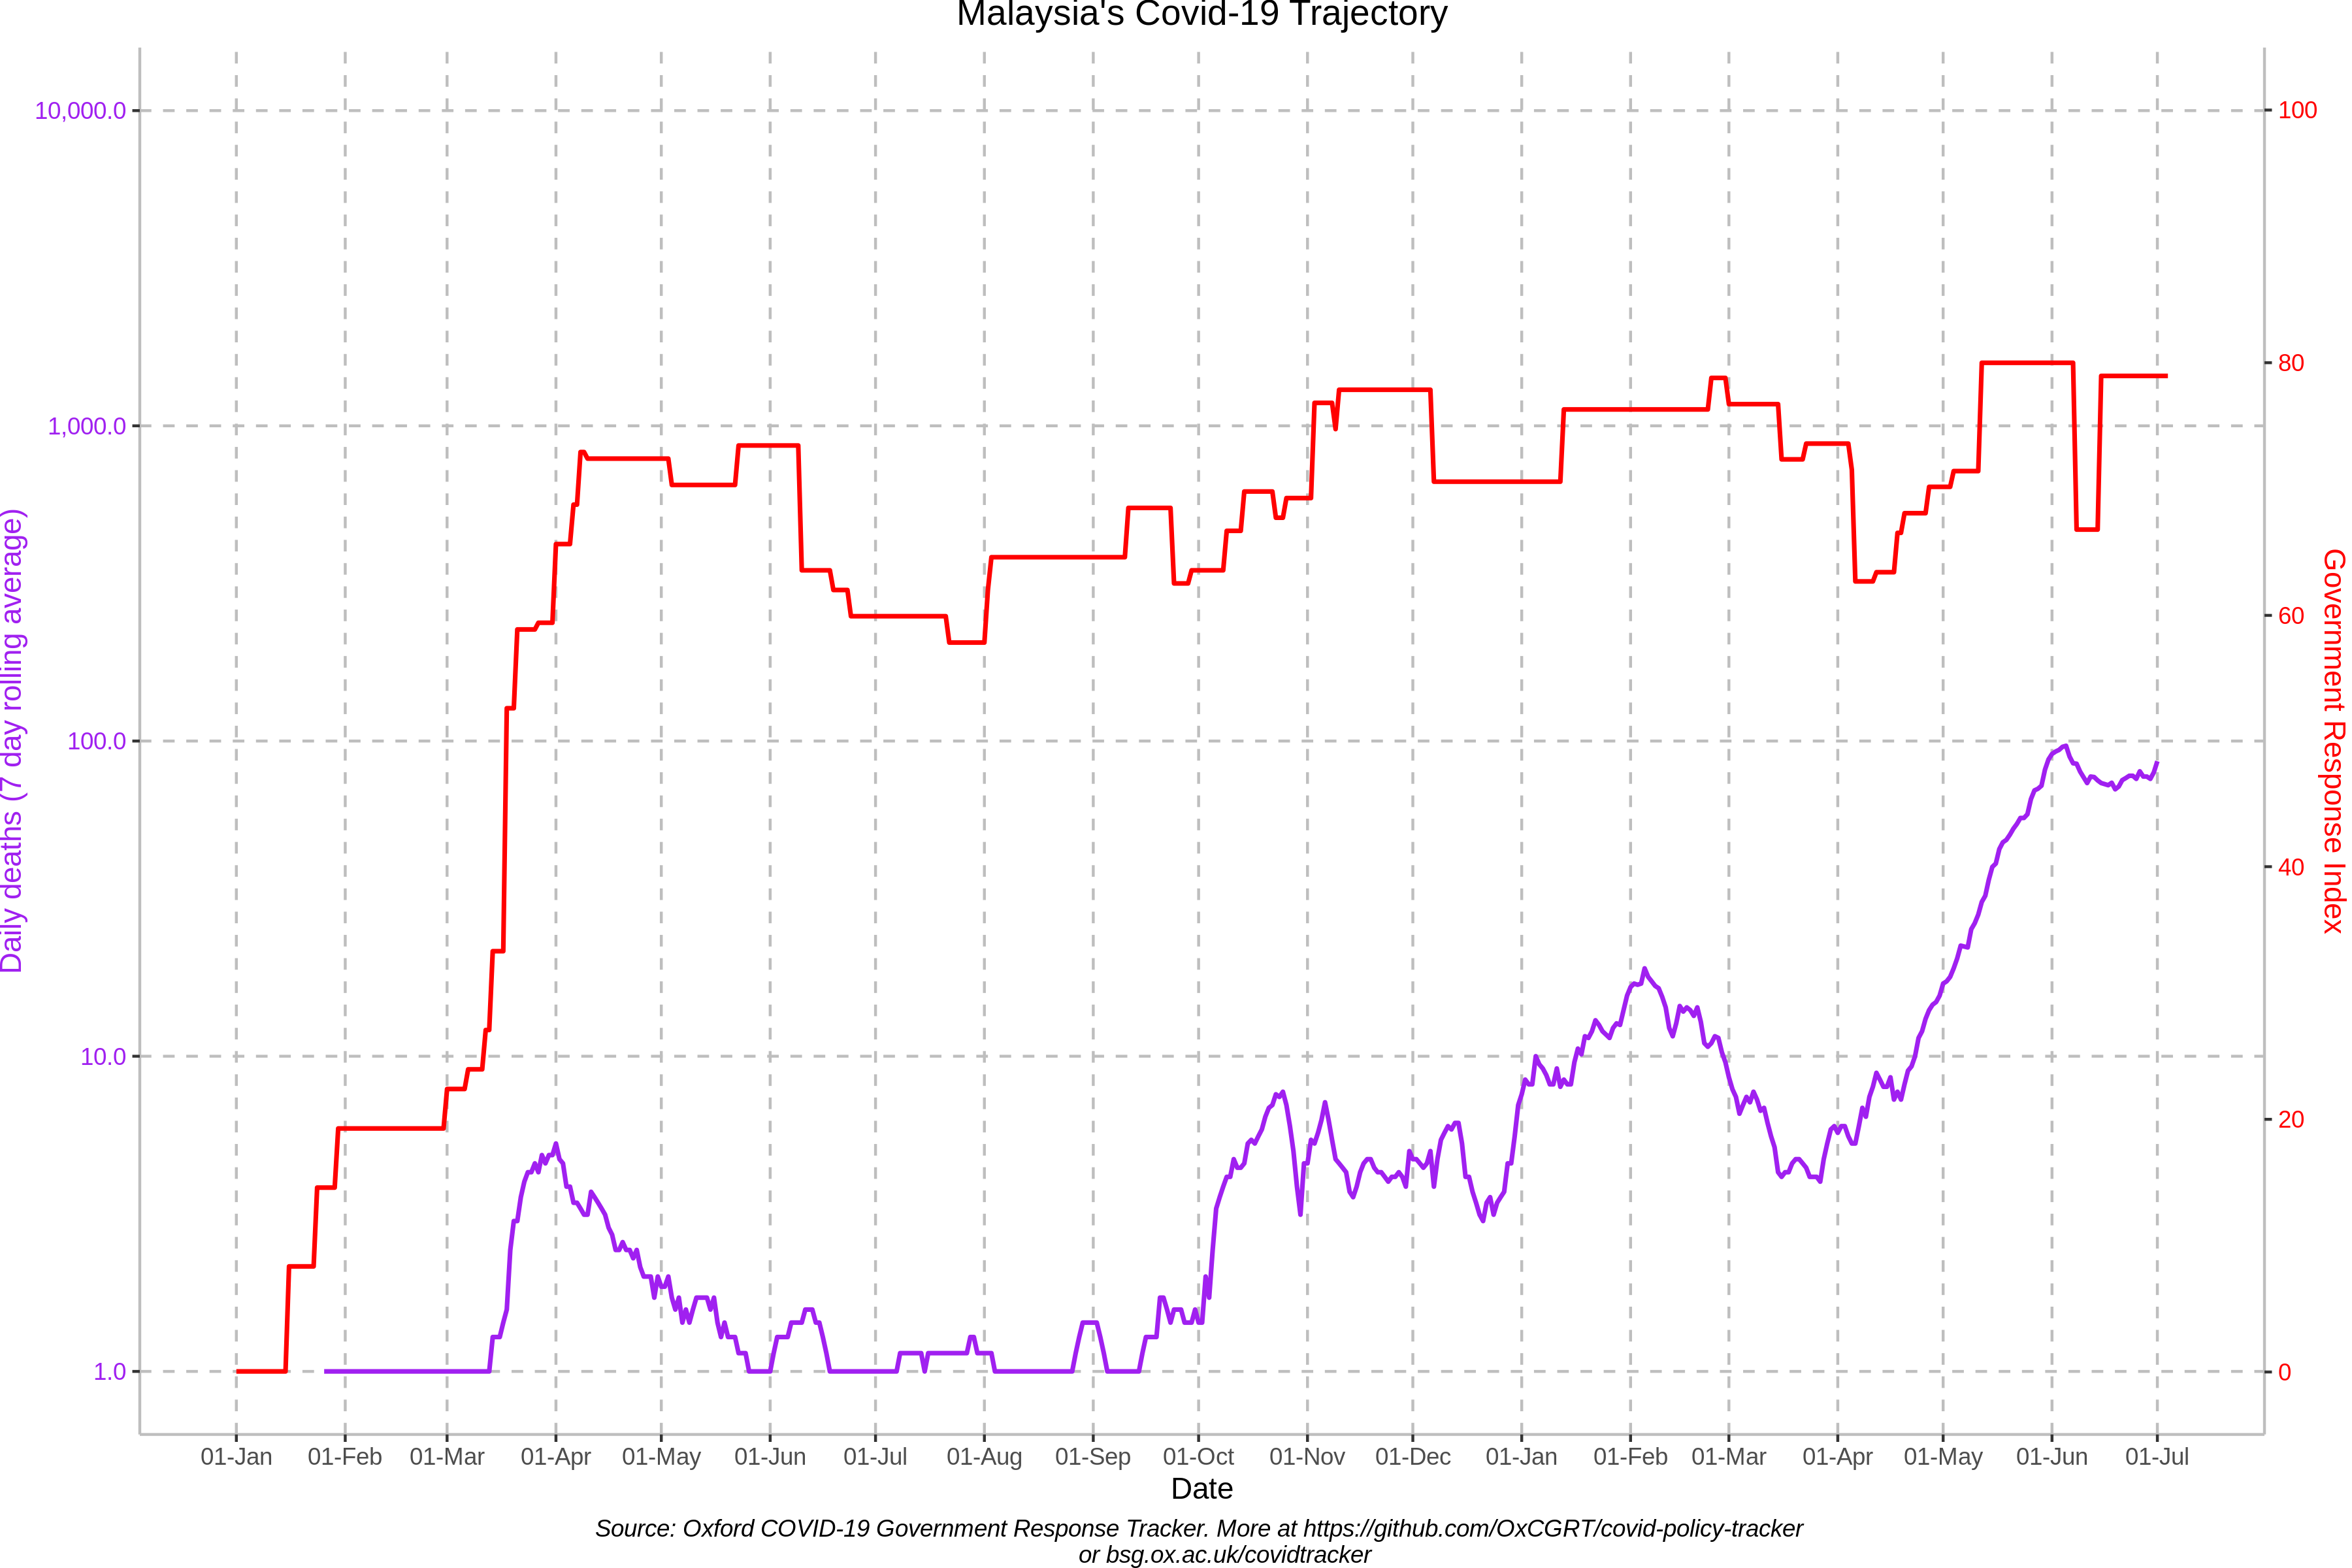 Malaysia's Covid-19 Trajectory
10,000.0
1,000.0
100.0
10.0
1.0
Daily deaths (7 day rolling average)
100
80
60
40
20
0
Government Response Index
01-Jan 01-Feb 01-Mar 01-Apr 01-May 01-Jun 01-Jul 01-Aug 01-Sep 01-Oct 01-Nov 01-Dec 01-Jan 01-Feb 01-Mar 01-Apr 01-May 01-Jun 01-Jul
Date
Source: Oxford COVID-19 Government Response Tracker. More at https://github.com/OxCGRT/covid-policy-tracker
or bsg.ox.ac.uk/covidtracker